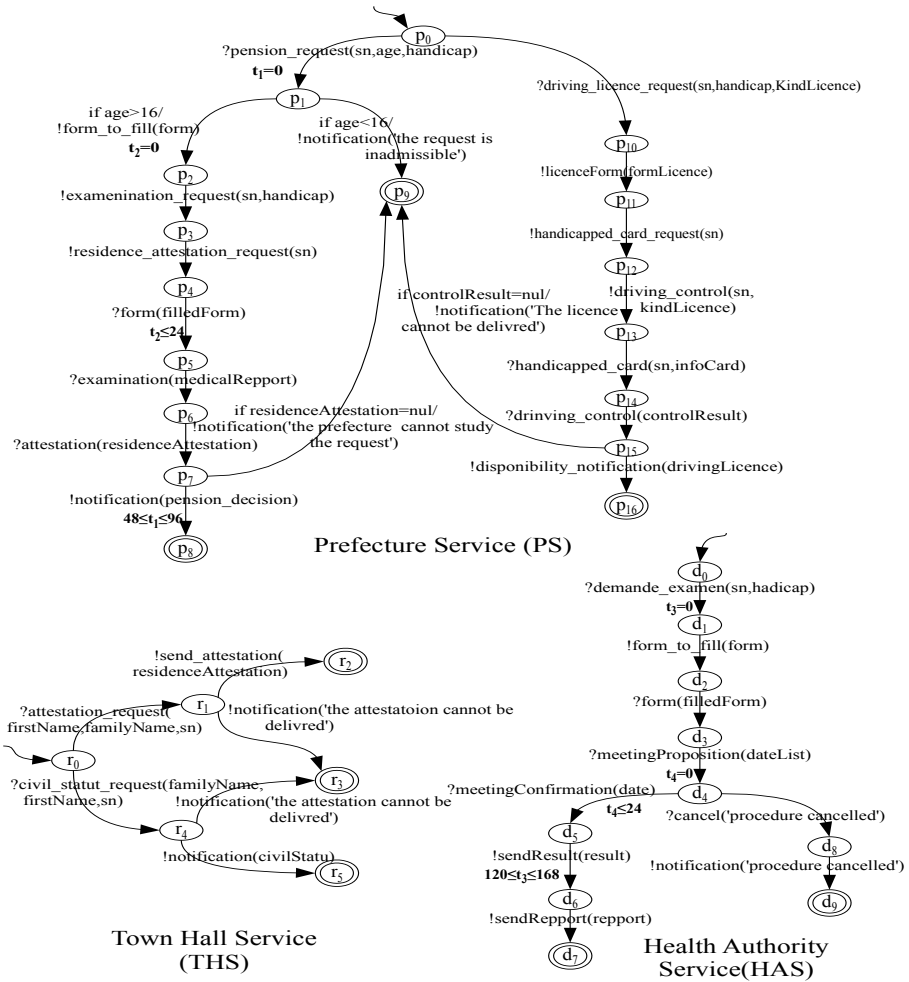 p0
?pension_request(sn,age,handicap)
t1=0
p1
if age>16/
!form_to_fill(form)
t2=0
p2
!examenination_request(sn,handicap)
p3
!residence_attestation_request(sn)
p4
?form(filledForm)
t2≤24
p5
?examination(medicalRepport)
p6
?attestation(residenceAttestation)
p7
!notification(pension_decision)
48≤t1≤96
p8
if age<16/
!notification('the request is
inadmissible')
p9
if residenceAttestation=nul/
!notification('the prefecture cannot study
the request')
?driving_licence_request(sn,handicap,KindLicence)
p10
!licenceForm(formLicence)
p11
!handicapped_card_request(sn)
p12
!driving_control(sn,
kindLicence)
p13
?handicapped_card(sn,infoCard)
p14
?drinving_control(controlResult)
p15
if controlResult=nul/
!notification('The licence
cannot be delivred')
!disponibility_notification(drivingLicence)
p16
Prefecture Service (PS)
r0
?attestation_request(
firstName,familyName,sn)
r1
!send_attestation(
residenceAttestation)
r2
!notification('the attestatoion cannot be
delivred')
r3
?civil_statut_request(familyName,
firstName,sn)
r4
!notification('the attestation cannot be
delivred')
!notification(civilStatu)
r5
Town Hall Service
(THS)
d0
?demande_examen(sn,hadicap)
t3=0
d1
!form_to_fill(form)
d2
?form(filledForm)
d3
?meetingProposition(dateList)
t4=0
d4
?meetingConfirmation(date)
t4≤24
d5
!sendResult(result)
120≤t3≤168
d6
!sendRepport(repport)
d7
?cancel('procedure cancelled')
d8
!notification('procedure cancelled')
d9
Health Authority
Service(HAS)